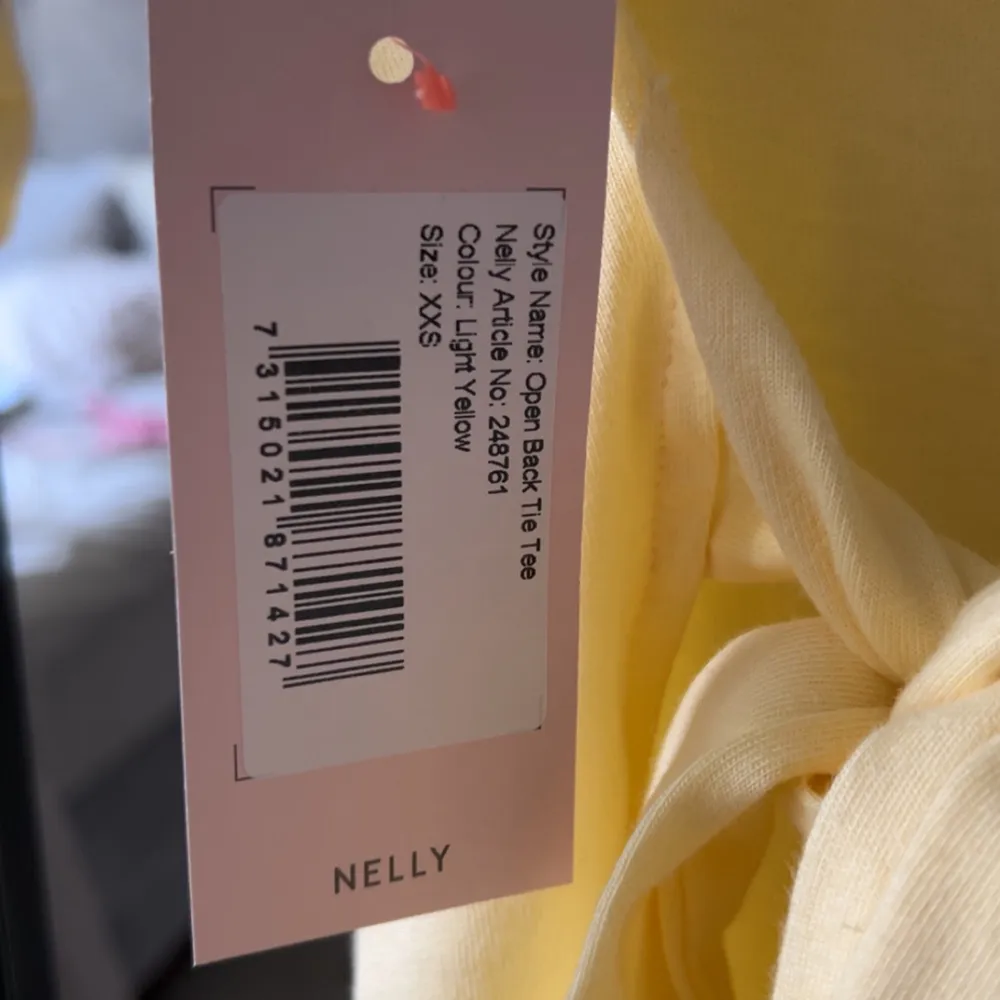 Style Name: Open Back Tie Tee
Nelly Article No: 248761
Colour: Light Yellow
Size: XXS
7 315021 871427
NELLY